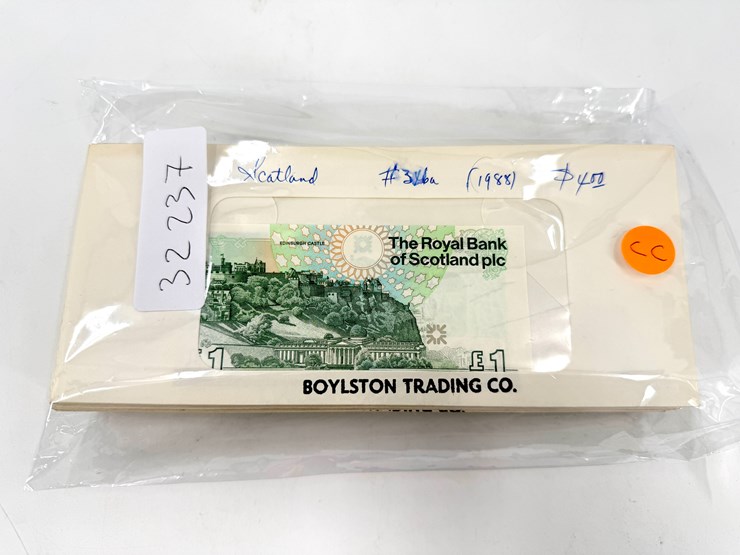 Scotland #346a (1988) $4.00
32237
CC
EDINBURGH CASTLE
The Royal Bank
of Scotland plc
1 £1
BOYLSTON TRADING CO.